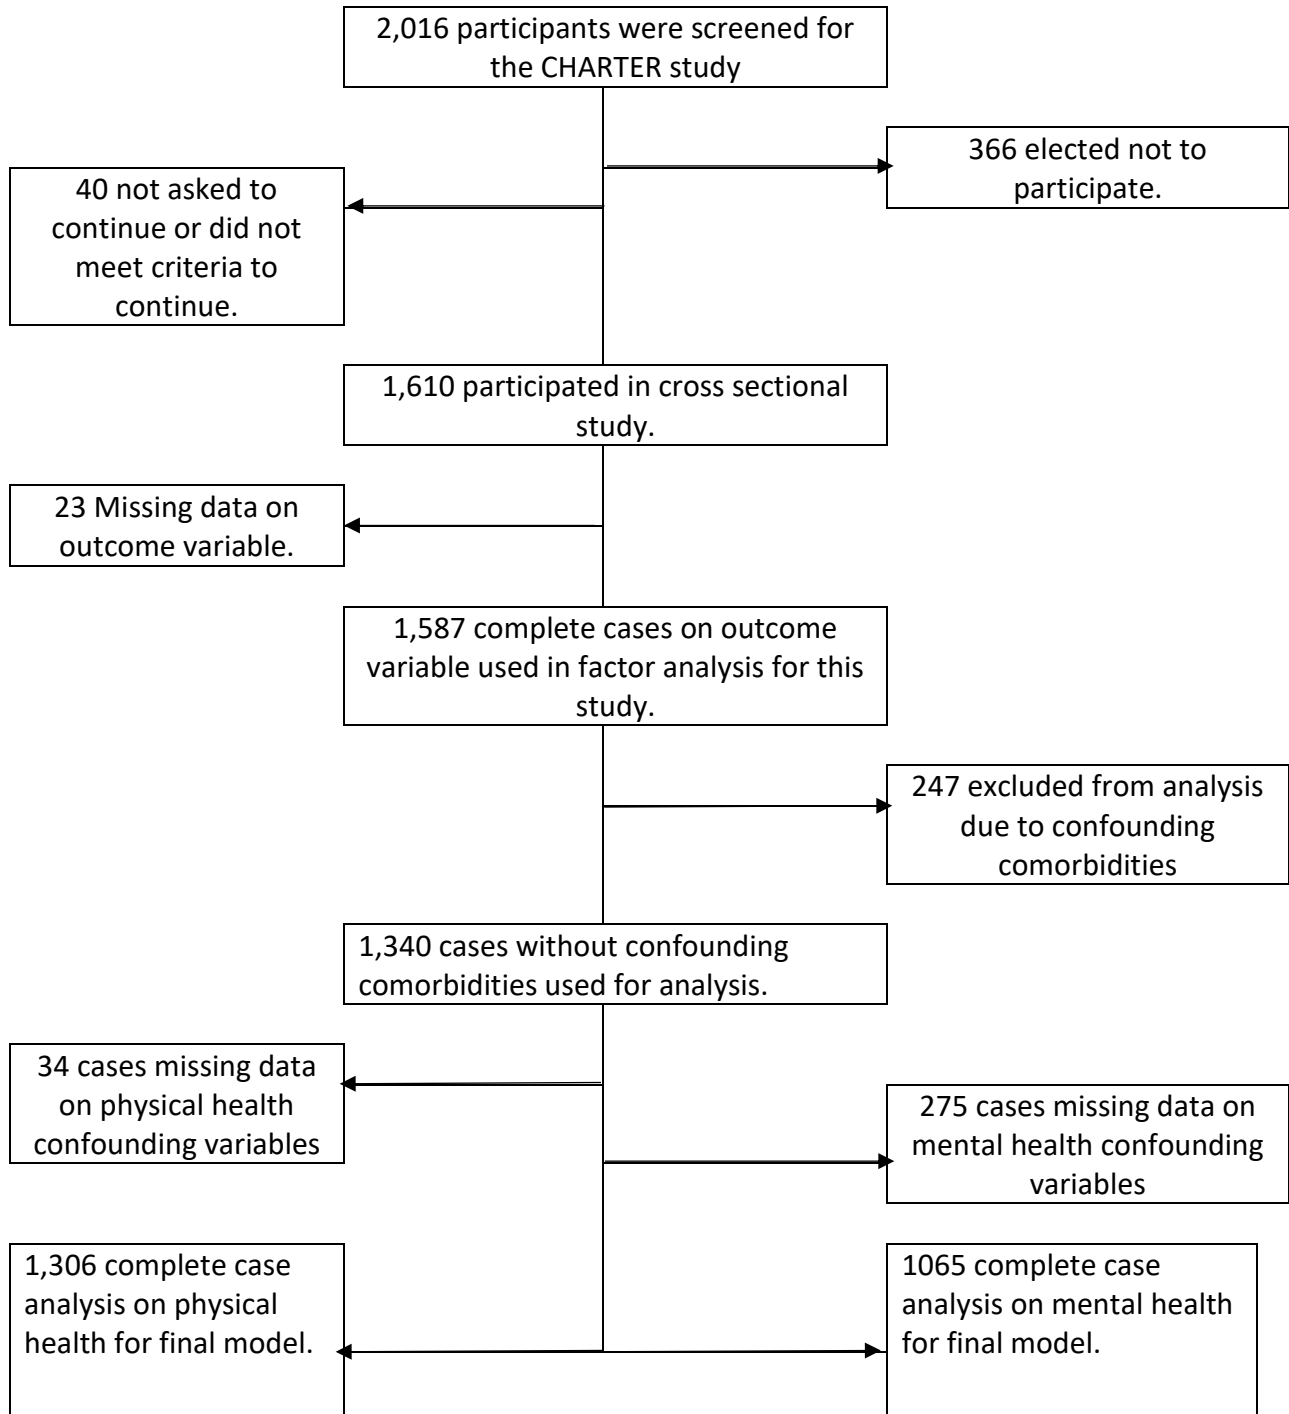 2,016 participants were screened for
the CHARTER study
366 elected not to
participate.
40 not asked to
continue or did not
meet criteria to
continue.
1,610 participated in cross sectional
study.
23 Missing data on
outcome variable.
1,587 complete cases on outcome
variable used in factor analysis for this
study.
247 excluded from analysis
due to confounding
comorbidities
1,340 cases without confounding
comorbidities used for analysis.
34 cases missing data
on physical health
confounding variables
275 cases missing data on
mental health confounding
variables
1,306 complete case
analysis on physical
health for final model.
1065 complete case
analysis on mental health
for final model.